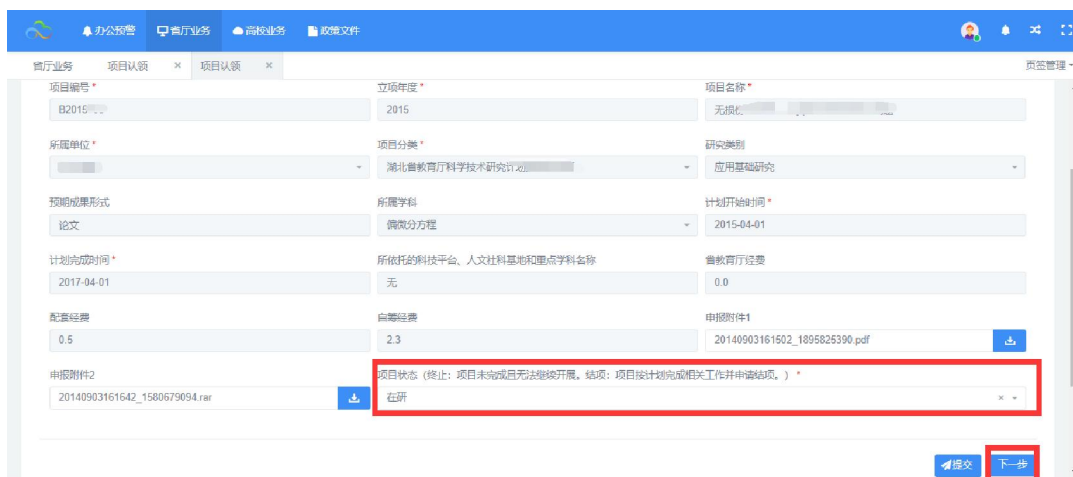 办公预警 省厅业务 高校业务 政策文件
省厅业务 项目认领 × 项目认领 × 页签管理
项目编号 * 立项年度 * 项目名称 *
B2015 2015 无损
所属单位 * 项目分类 * 研究类别
湖北省教育厅科学技术研究计划 应用基础研究
预期成果形式 所属学科 计划开始时间 *
论文 偏微分方程 2015-04-01
计划完成时间 * 所依托的科技平台、人文社科基地和重点学科名称 省教育厅经费
2017-04-01 无 0.0
配套经费 自筹经费 申报附件1
0.5 2.3 20140903161502_1895825390.pdf
申报附件2 项目状态（终止：项目未完成且无法继续开展。结项：项目按计划完成相关工作并申请结项。） *
20140903161642_1580679094.rar 在研 ×
提交 下一步